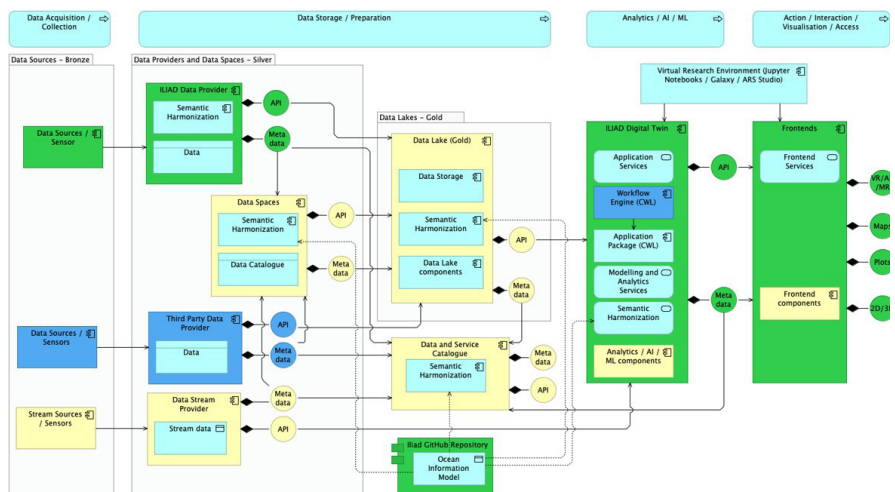 Data Acquisition /
Collection
Data Storage / Preparation
Analytics / AI / ML
Action / Interaction /
Visualisation / Access
Data Sources – Bronze
Data Providers and Data Spaces – Silver
Virtual Research Environment (Jupyter
Notebooks / Galaxy / ARS Studio)
ILIAD Data Provider
Semantic
Harmonization
Data
API
Meta
data
Data Sources /
Sensor
Data Lakes – Gold
Data Lake (Gold)
Data Storage
Semantic
Harmonization
Data Lake
components
API
Meta
data
ILIAD Digital Twin
Application
Services
Workflow
Engine (CWL)
Application
Package (CWL)
Modelling and
Analytics
Services
Semantic
Harmonization
Analytics / AI /
ML components
API
Meta
data
Frontends
Frontend
Services
Frontend
components
VR/AR
/MR
Maps
Plots
2D/3D
Data Spaces
Semantic
Harmonization
Data Catalogue
API
Meta
data
Data Sources /
Sensors
Third Party Data
Provider
Data
API
Meta
data
Data and Service
Catalogue
Semantic
Harmonization
Meta
data
API
Stream Sources
/ Sensors
Data Stream
Provider
Stream data
Meta
data
API
Iliad GitHub Repository
Ocean
Information
Model